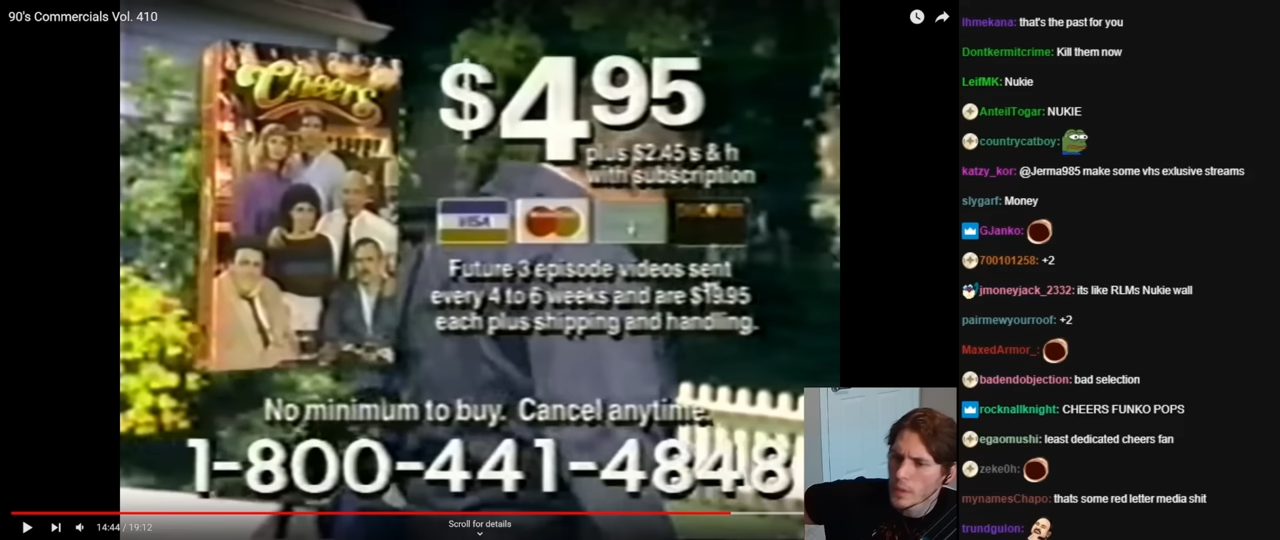 90's Commercials Vol. 410
Cheers
$4.95
plus $2.45 s & h
with subscription
VISA
Future 3 episode videos sent
every 4 to 6 weeks and are $19.95
each plus shipping and handling.
No minimum to buy. Cancel anytime.
1-800-441-4848
14:44 / 19:12
Scroll for details
lhmekana: that's the past for you
Dontkermitcrime: Kill them now
LeifMK: Nukie
AnteilTogar: NUKIE
countrycatboy:
katzy_kor: @Jerma985 make some vhs exlusive streams
slygarf: Money
GJanko:
700101258: +2
jmoneyjack_2332: its like RLMs Nukie wall
pairmewyourroof: +2
MaxedArmor_:
badendobjection: bad selection
rocknallknight: CHEERS FUNKO POPS
egaomushi: least dedicated cheers fan
zeke0h:
mynamesChapo: thats some red letter media shit
trundgulon: